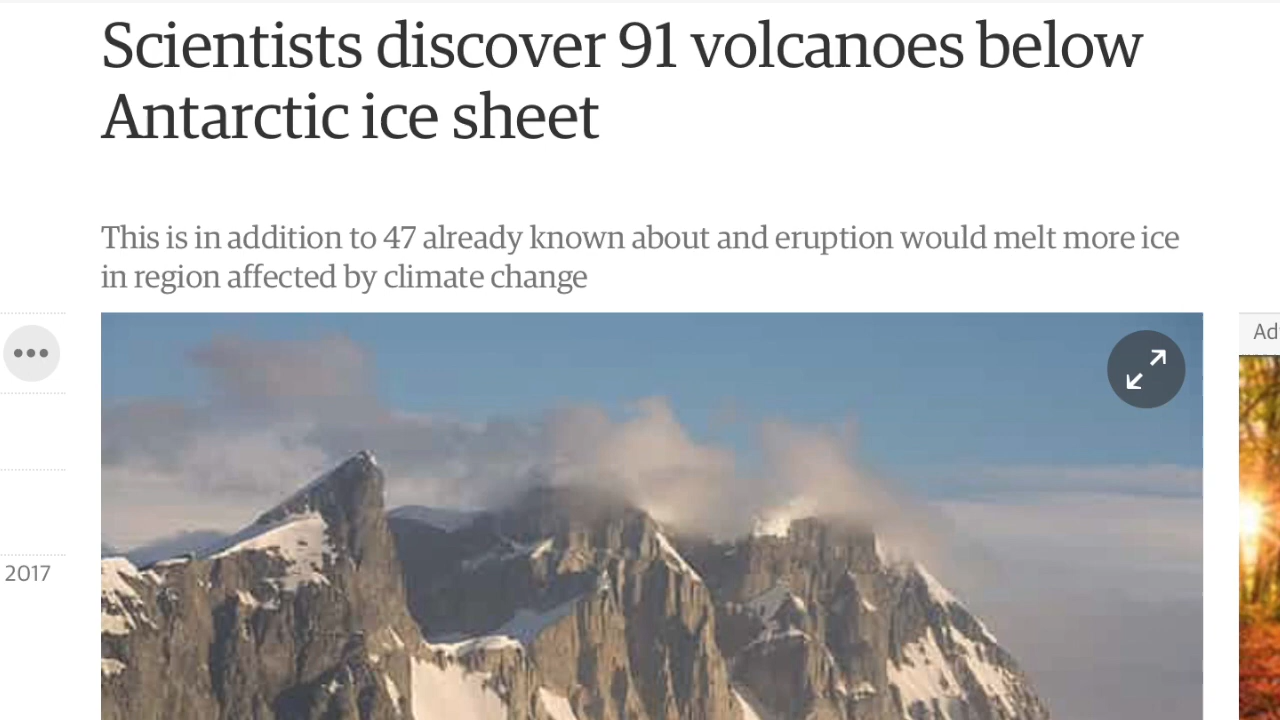 Scientists discover 91 volcanoes below
Antarctic ice sheet
This is in addition to 47 already known about and eruption would melt more ice
in region affected by climate change
Ad
2017